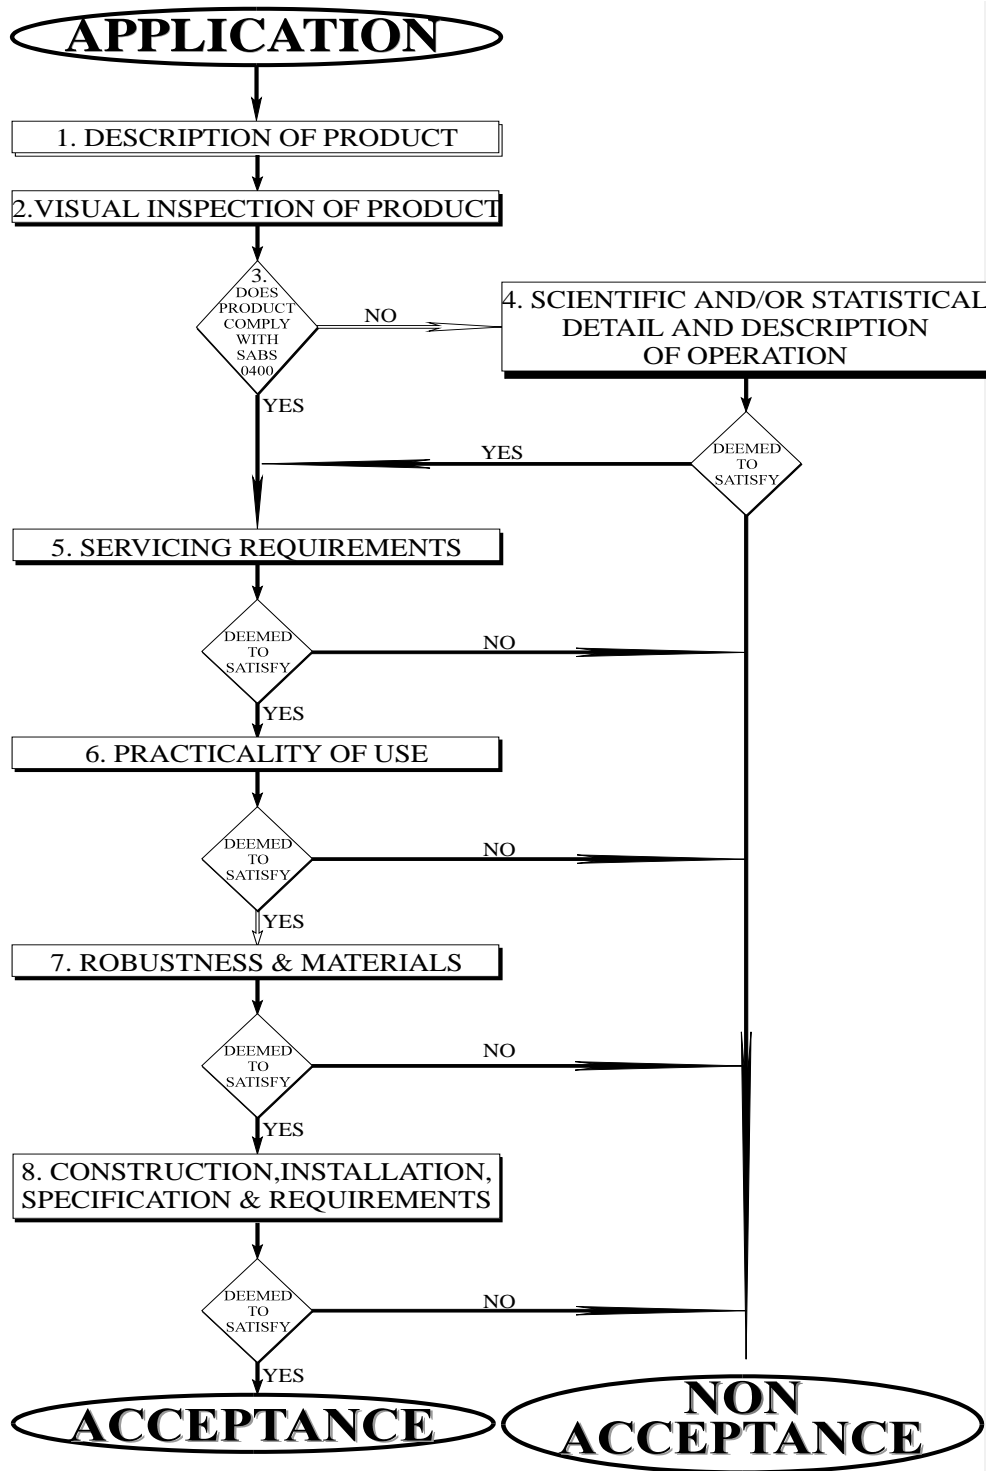 APPLICATION
1. DESCRIPTION OF PRODUCT
2.VISUAL INSPECTION OF PRODUCT
3.
DOES
PRODUCT
COMPLY
WITH
SABS
0400
NO
4. SCIENTIFIC AND/OR STATISTICAL
DETAIL AND DESCRIPTION
OF OPERATION
YES
DEEMED
TO
SATISFY
YES
5. SERVICING REQUIREMENTS
DEEMED
TO
SATISFY
NO
YES
6. PRACTICALITY OF USE
DEEMED
TO
SATISFY
NO
YES
7. ROBUSTNESS & MATERIALS
DEEMED
TO
SATISFY
NO
YES
8. CONSTRUCTION,INSTALLATION,
SPECIFICATION & REQUIREMENTS
DEEMED
TO
SATISFY
NO
YES
ACCEPTANCE
NON
ACCEPTANCE